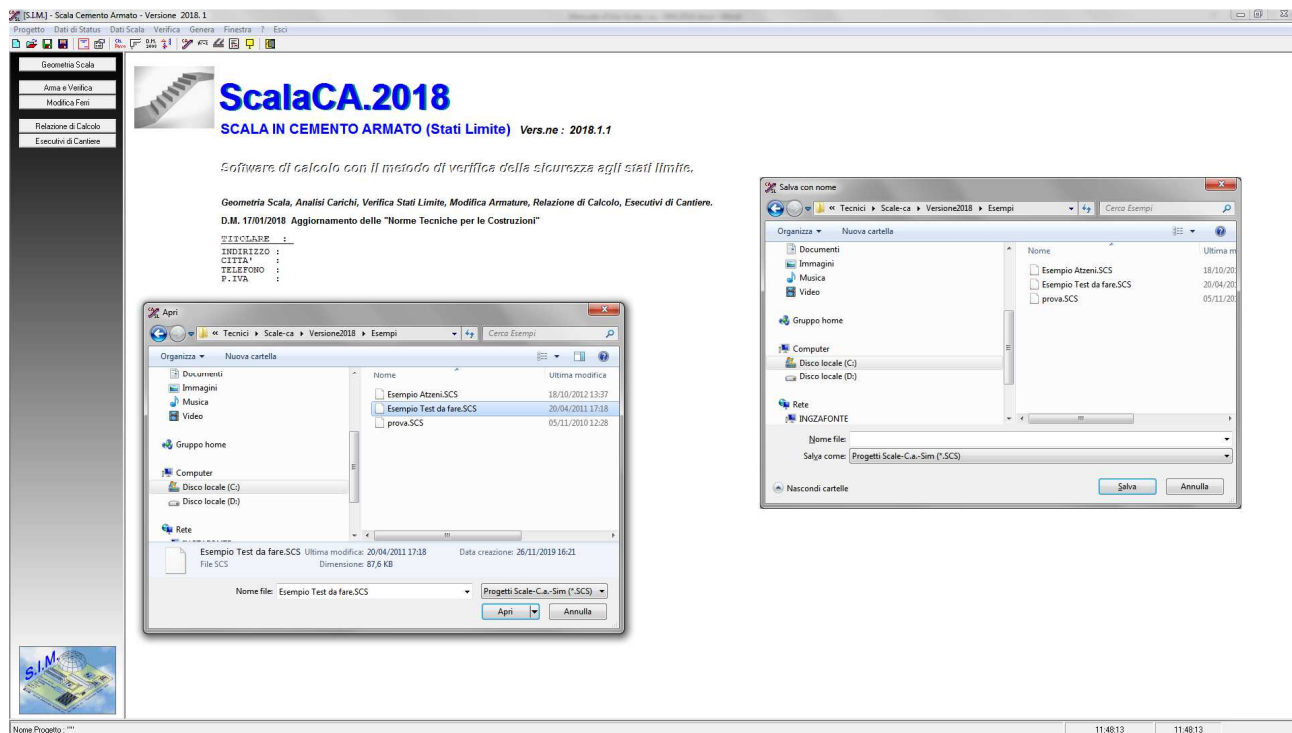 [S.I.M.] - Scala Cemento Armato - Versione 2018. 1
Progetto Dati di Status Dati Scala Verifica Genera Finestra ? Esci
Geometria Scala
Arma e Verifica
Modifica Ferri
Relazione di Calcolo
Esecutivi di Cantiere
ScalaCA.2018
SCALA IN CEMENTO ARMATO (Stati Limite) Vers.ne : 2018.1.1
Software di calcolo con il metodo di verifica della sicurezza agli stati limite.
Geometria Scala, Analisi Carichi, Verifica Stati Limite, Modifica Armature, Relazione di Calcolo, Esecutivi di Cantiere.
D.M. 17/01/2018 Aggiornamento delle "Norme Tecniche per le Costruzioni"
TITOLARE :
INDIRIZZO :
CITTA' :
TELEFONO :
P.IVA :
Apri
« Tecnici Scale-ca Versione2018 Esempi Cerca Esempi
Organizza Nuova cartella
Documenti
Immagini
Musica
Video
Gruppo home
Computer
Disco locale (C:)
Disco locale (D:)
Rete
Nome Ultima modifica
Esempio Atzeni.SCS 18/10/2012 13:37
Esempio Test da fare.SCS 20/04/2011 17:18
prova.SCS 05/11/2010 12:28
Esempio Test da fare.SCS Ultima modifica: 20/04/2011 17:18 Data creazione: 26/11/2019 16:21
File SCS Dimensione: 87,6 KB
Nome file: Esempio Test da fare.SCS Progetti Scale-C.a.-Sim (*.SCS)
Apri Annulla
Salva con nome
« Tecnici Scale-ca Versione2018 Esempi Cerca Esempi
Organizza Nuova cartella
Documenti
Immagini
Musica
Video
Gruppo home
Computer
Disco locale (C:)
Disco locale (D:)
Rete
INGZAFONTE
Nome Ultima m
Esempio Atzeni.SCS 18/10/20
Esempio Test da fare.SCS 20/04/20
prova.SCS 05/11/20
Nome file:
Salva come: Progetti Scale-C.a.-Sim (*.SCS)
Nascondi cartelle Salva Annulla
S.I.M.
Nome Progetto : "" 11:48:13 11:48:13